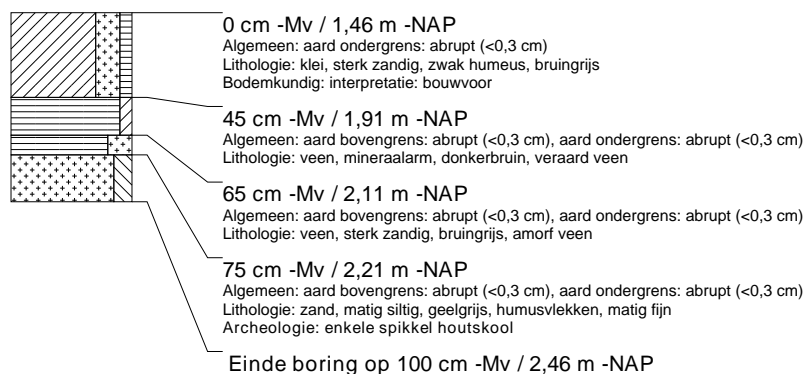 0 cm -Mv / 1,46 m -NAP
Algemeen: aard ondergrens: abrupt (<0,3 cm)
Lithologie: klei, sterk zandig, zwak humeus, bruingrijs
Bodemkundig: interpretatie: bouwvoor
45 cm -Mv / 1,91 m -NAP
Algemeen: aard bovengrens: abrupt (<0,3 cm), aard ondergrens: abrupt (<0,3 cm)
Lithologie: veen, mineraalarm, donkerbruin, veraard veen
65 cm -Mv / 2,11 m -NAP
Algemeen: aard bovengrens: abrupt (<0,3 cm), aard ondergrens: abrupt (<0,3 cm)
Lithologie: veen, sterk zandig, bruingrijs, amorf veen
75 cm -Mv / 2,21 m -NAP
Algemeen: aard bovengrens: abrupt (<0,3 cm), aard ondergrens: abrupt (<0,3 cm)
Lithologie: zand, matig siltig, geelgrijs, humusvlekken, matig fijn
Archeologie: enkele spikkel houtskool
Einde boring op 100 cm -Mv / 2,46 m -NAP